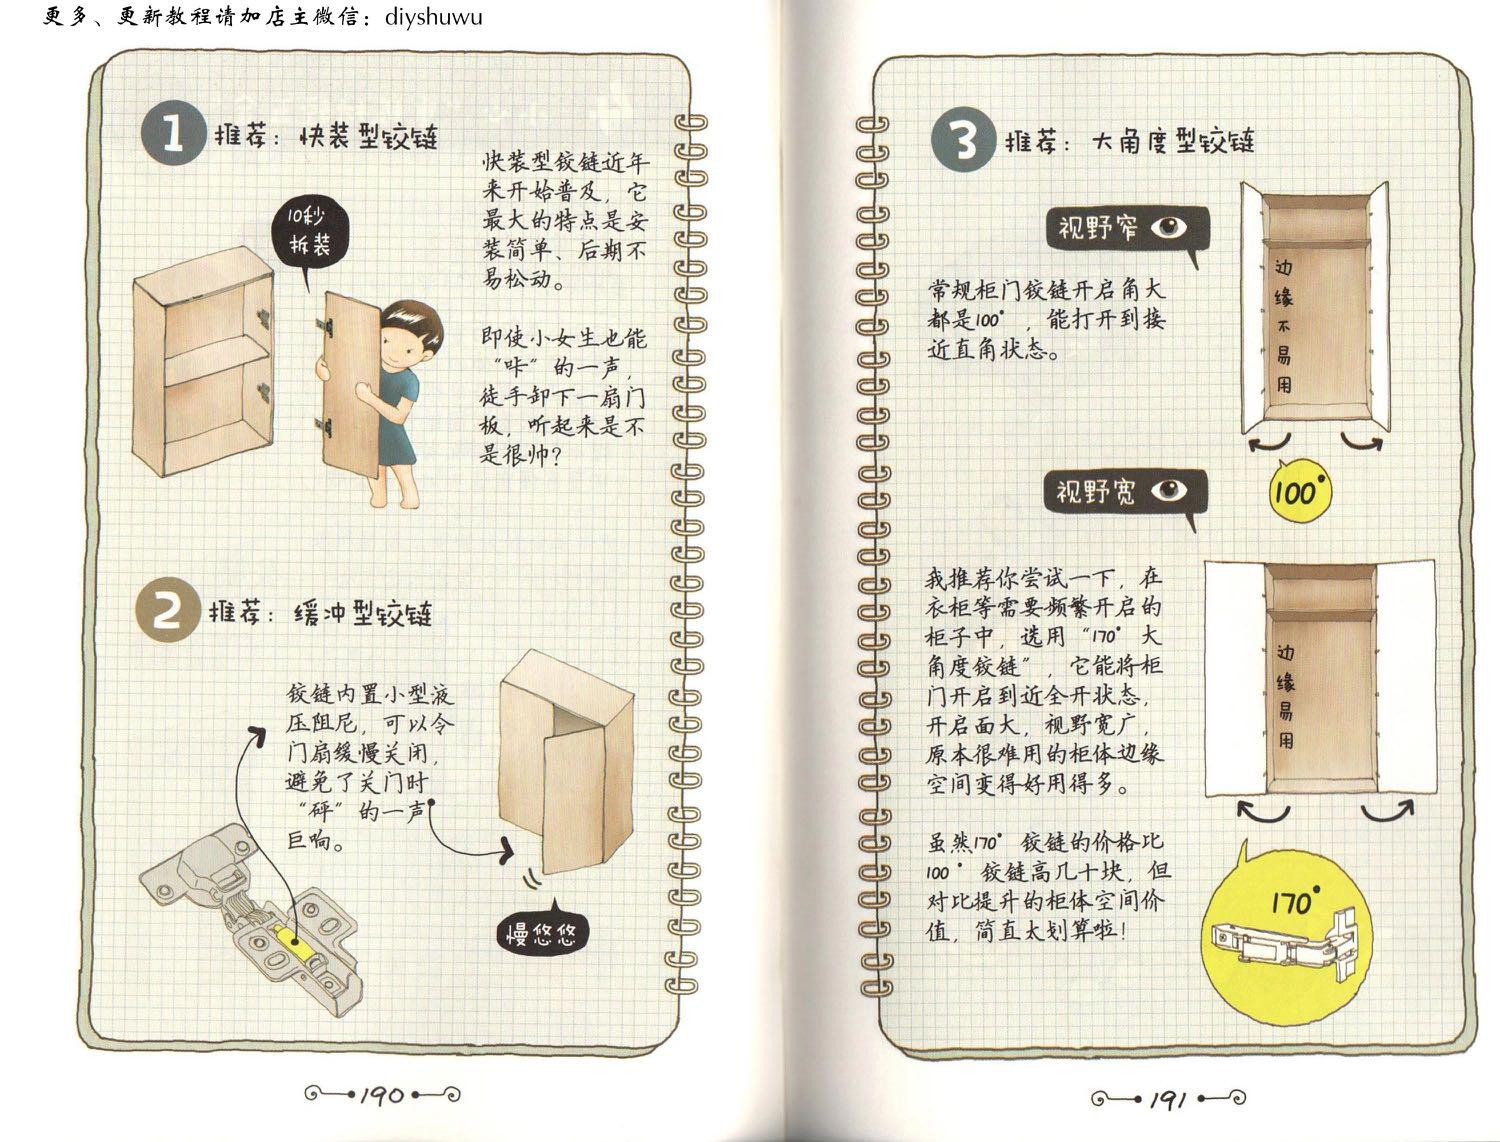 更多、更新教程请加店主微信：diyshuwu
1 推荐：快装型铰链
10秒
拆装
快装型铰链近年
来开始普及，它
最大的特点是安
装简单、后期不
易松动。
即使小女生也能
“咔”的一声，
徒手卸下一扇门
板，听起来是不
是很帅？
2 推荐：缓冲型铰链
铰链内置小型液
压阻尼，可以令
门扇缓慢关闭，
避免了关门时
“砰”的一声
巨响。
慢悠悠
190
3 推荐：大角度型铰链
视野窄
常规柜门铰链开启角大
都是100°，能打开到接
近直角状态。
边
缘
不
易
用
100°
视野宽
我推荐你尝试一下，在
衣柜等需要频繁开启的
柜子中，选用“170°大
角度铰链”，它能将柜
门开启到近全开状态，
开启面大，视野宽广，
原本很难用的柜体边缘
空间变得好用得多。
边
缘
易
用
虽然170°铰链的价格比
100°铰链高几十块，但
对比提升的柜体空间价
值，简直太划算啦！
170°
191